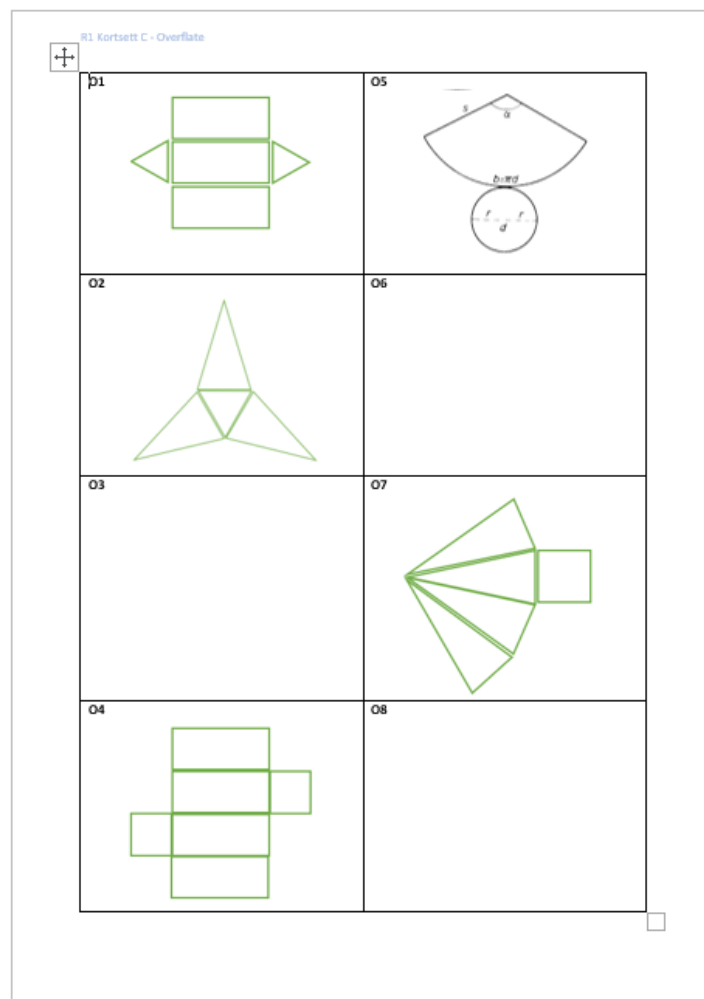 R1 Kortsett C - Overflate
O1
O5
s
α
b=πd
r
r
d
O2
O6
O3
O7
O4
O8